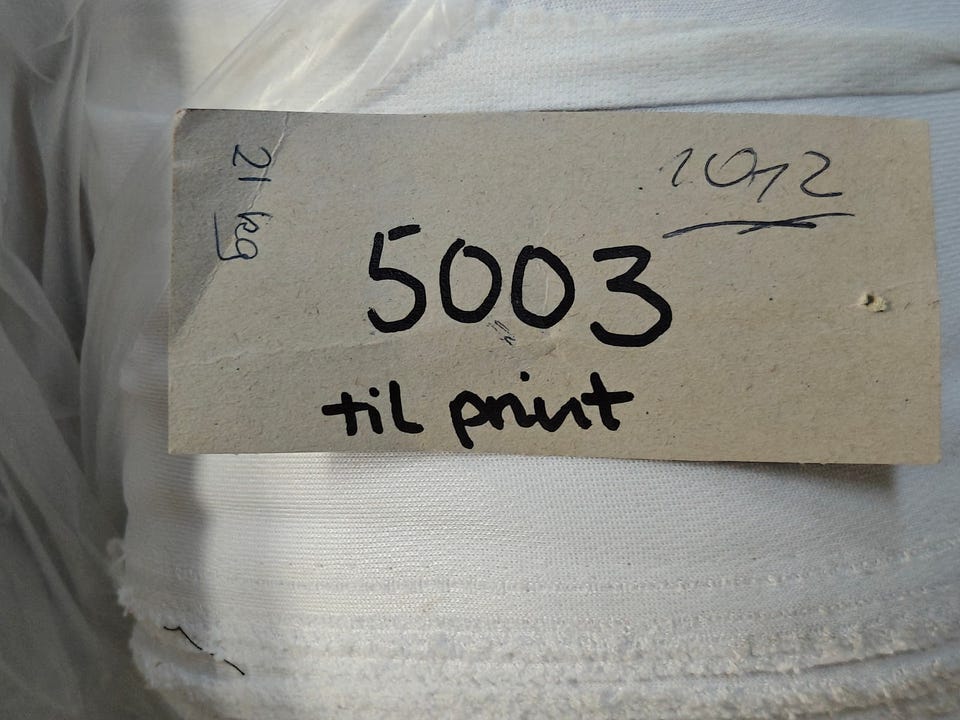 21 kg
1012
5003
til print